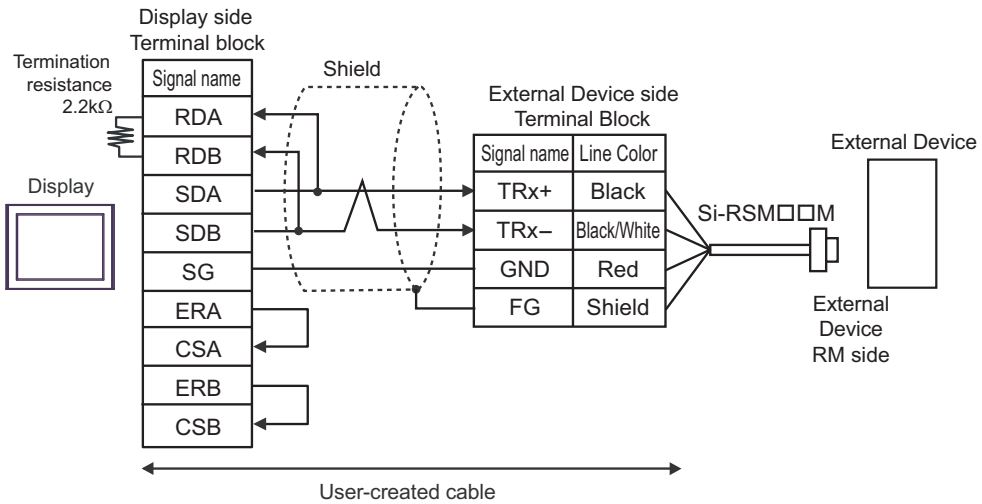 Display side
Terminal block
Termination
resistance
2.2kΩ
Signal name
RDA
RDB
SDA
SDB
SG
ERA
CSA
ERB
CSB
Display
Shield
External Device side
Terminal Block
Signal name Line Color
TRx+ Black
TRx− Black/White
GND Red
FG Shield
Si-RSM□□M
External Device
External
Device
RM side
User-created cable